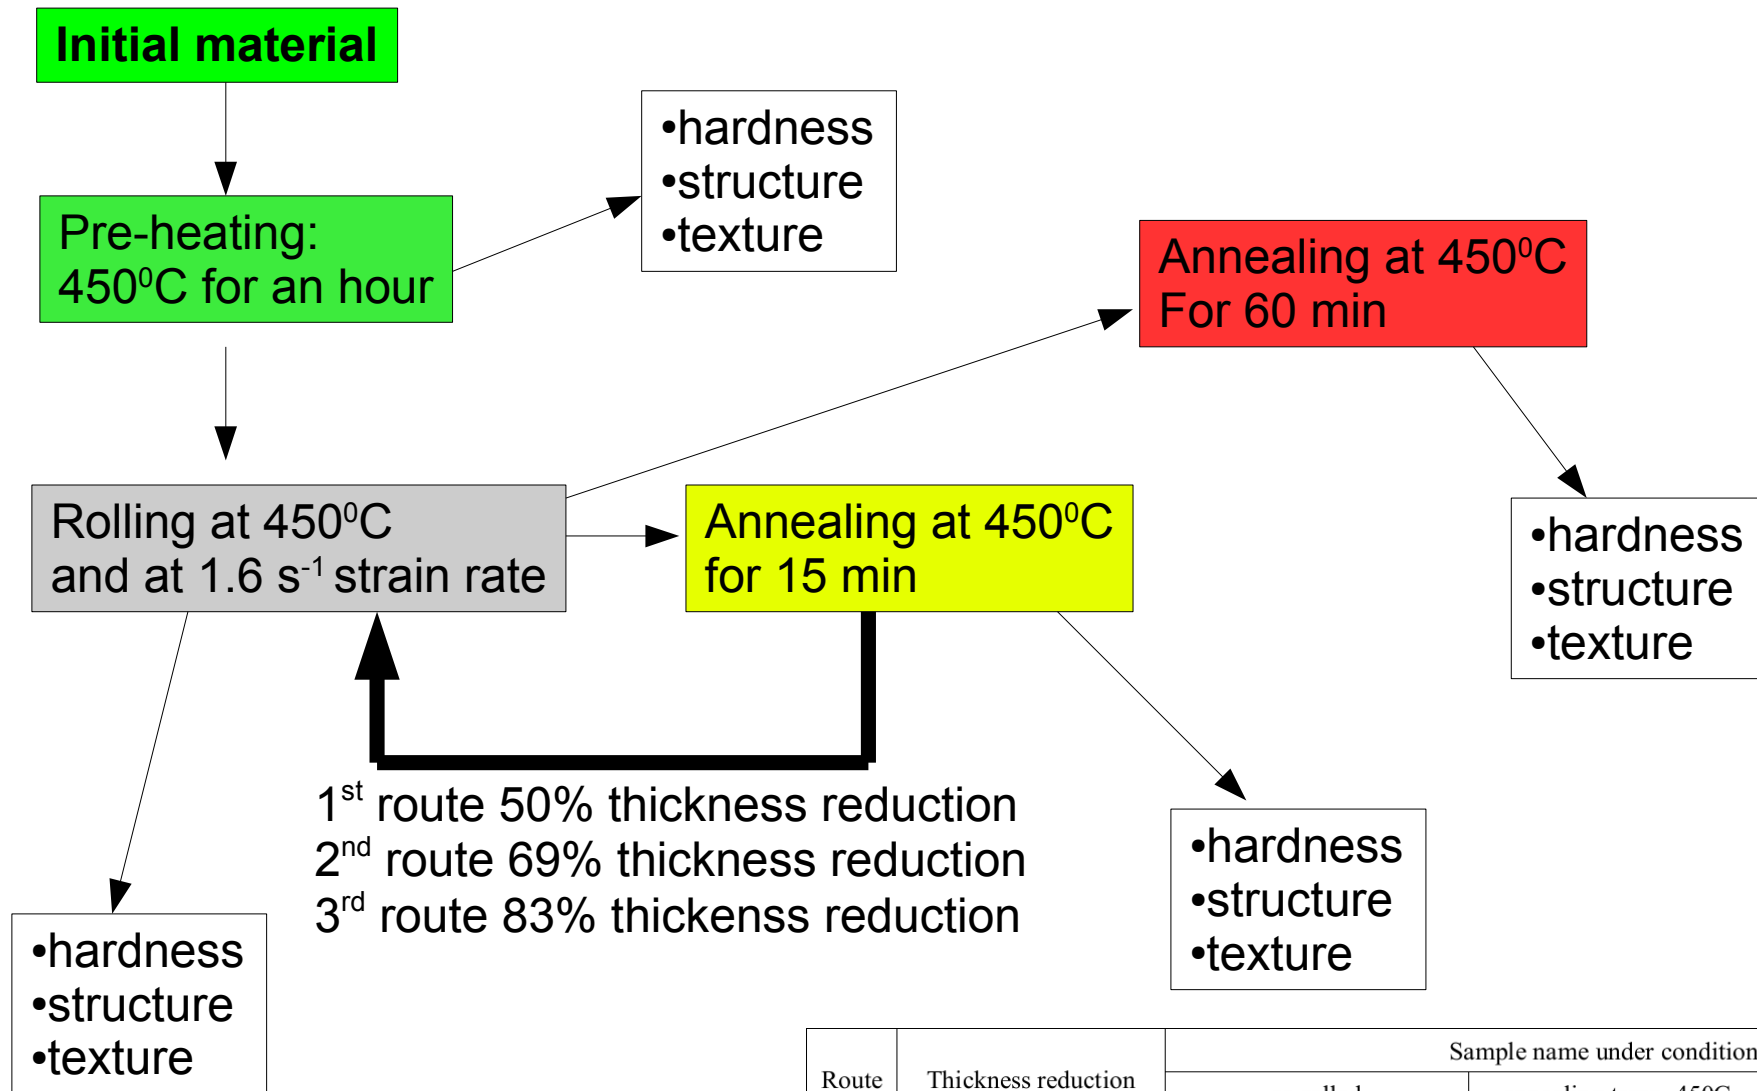 Initial material
•hardness
•structure
•texture
Pre-heating:
450⁰C for an hour
Annealing at 450⁰C
For 60 min
Rolling at 450⁰C
and at 1.6 s⁻¹ strain rate
Annealing at 450⁰C
for 15 min
•hardness
•structure
•texture
1st route 50% thickness reduction
2nd route 69% thickness reduction
3rd route 83% thickenss reduction
•hardness
•structure
•texture
•hardness
•structure
•texture
Sample name under condition
Route
Thickness reduction